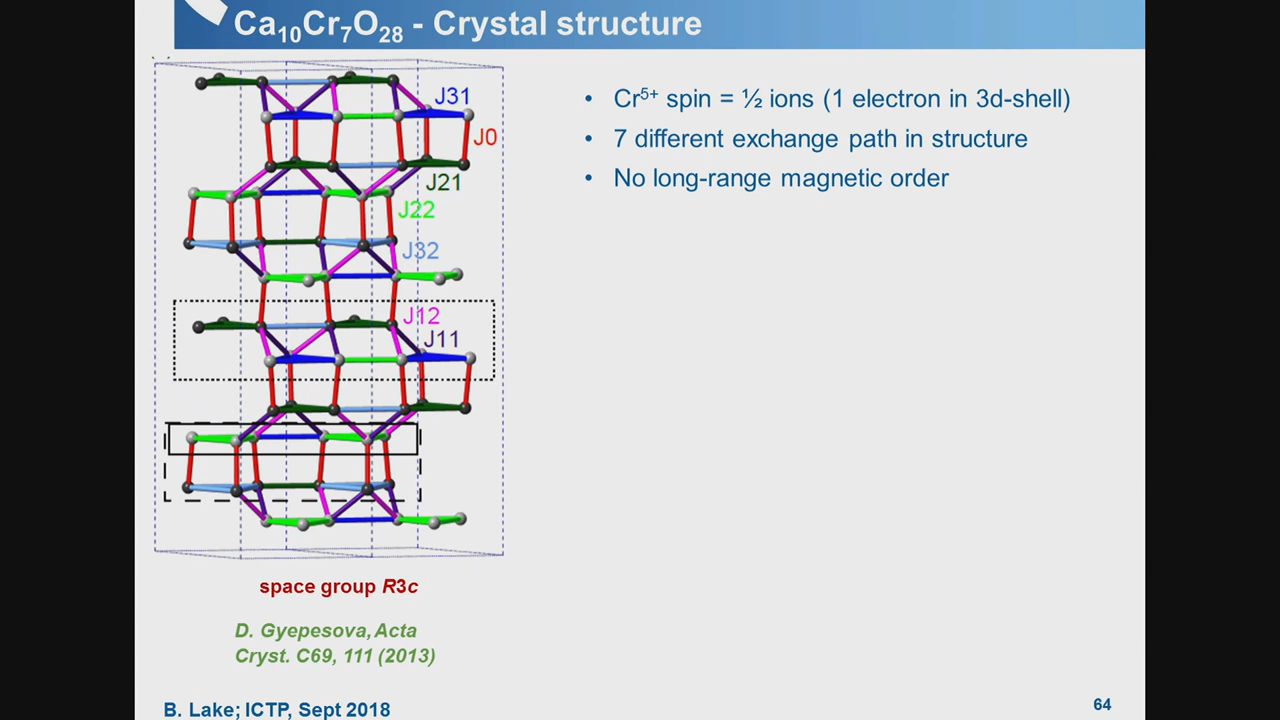 Ca₁₀Cr₇O₂₈ - Crystal structure
J31
J0
J21
J22
J32
J12
J11
• Cr⁵⁺ spin = ½ ions (1 electron in 3d-shell)
• 7 different exchange path in structure
• No long-range magnetic order
space group R3c
D. Gyepesova, Acta
Cryst. C69, 111 (2013)
B. Lake; ICTP, Sept 2018
64